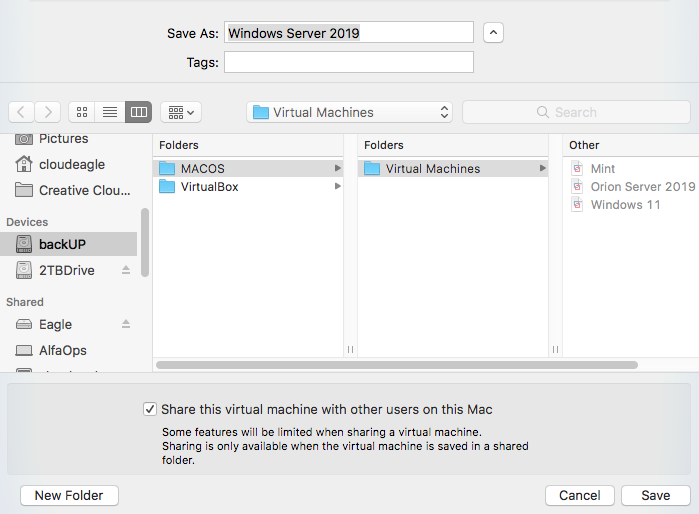 Save As: Windows Server 2019
Tags:
Virtual Machines
Search
Pictures
cloudeagle
Creative Clou...
Devices
backUP
2TBDrive
Shared
Eagle
AlfaOps
Folders
MACOS
VirtualBox
Folders
Virtual Machines
Other
Mint
Orion Server 2019
Windows 11
Share this virtual machine with other users on this Mac
Some features will be limited when sharing a virtual machine.
Sharing is only available when the virtual machine is saved in a shared
folder.
New Folder
Cancel
Save